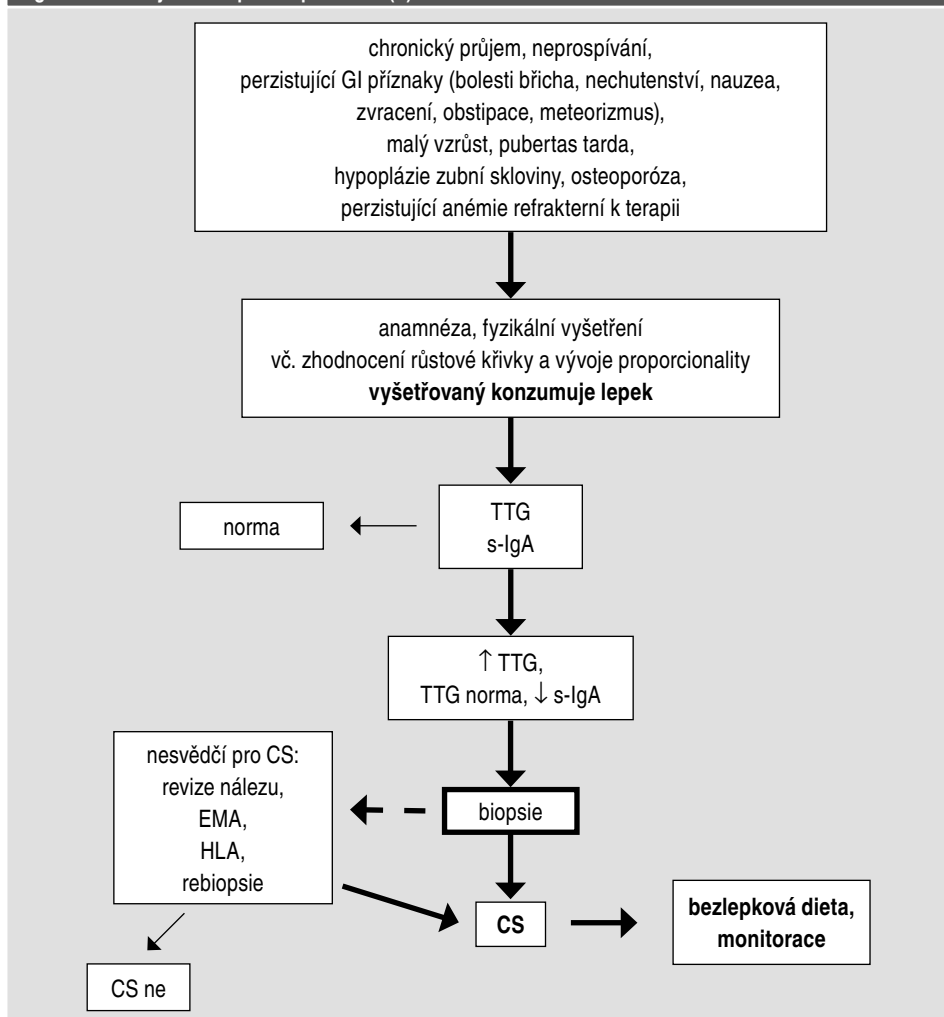 chronický průjem, neprospívání,
perzistující GI příznaky (bolesti břicha, nechutenství, nauzea,
zvracení, obstipace, meteorizmus),
malý vzrůst, pubertas tarda,
hypoplázie zubní skloviny, osteoporóza,
perzistující anémie refrakterní k terapii
anamnéza, fyzikální vyšetření
vč. zhodnocení růstové křivky a vývoje proporcionality
vyšetřovaný konzumuje lepek
TTG
s-IgA
norma
↑ TTG,
TTG norma, ↓ s-IgA
nesvědčí pro CS:
revize nálezu,
EMA,
HLA,
rebiopsie
biopsie
CS
bezlepková dieta,
monitorace
CS ne